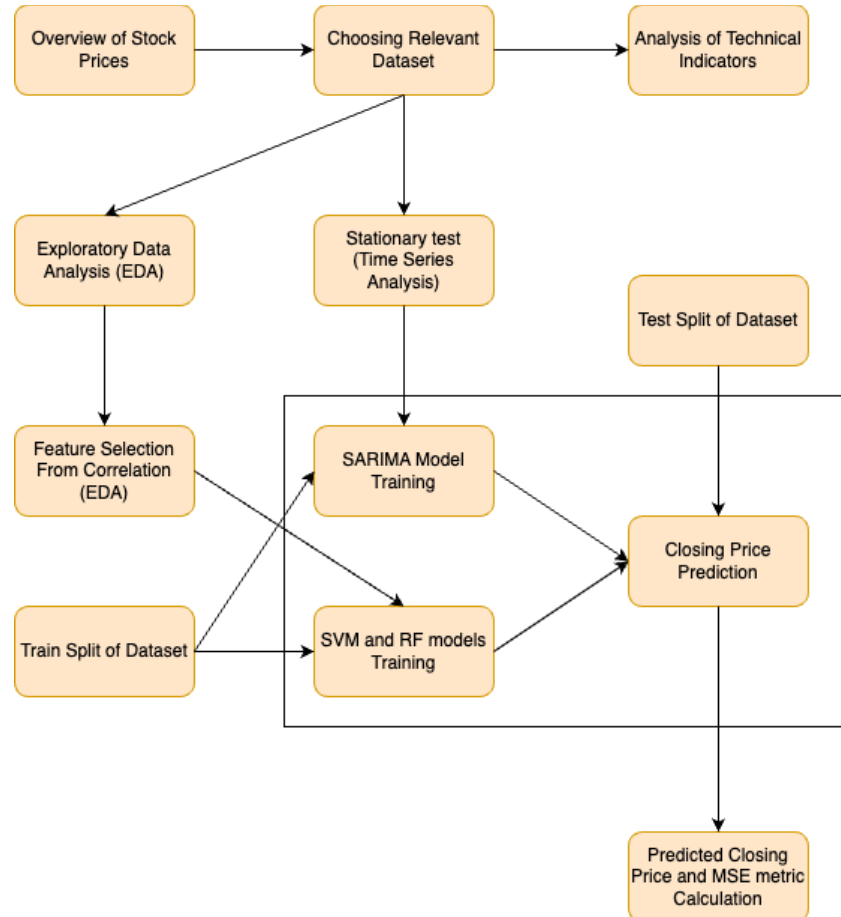 Overview of Stock
Prices
Choosing Relevant
Dataset
Analysis of Technical
Indicators
Exploratory Data
Analysis (EDA)
Stationary test
(Time Series
Analysis)
Test Split of Dataset
Feature Selection
From Correlation
(EDA)
SARIMA Model
Training
Closing Price
Prediction
Train Split of Dataset
SVM and RF models
Training
Predicted Closing
Price and MSE metric
Calculation